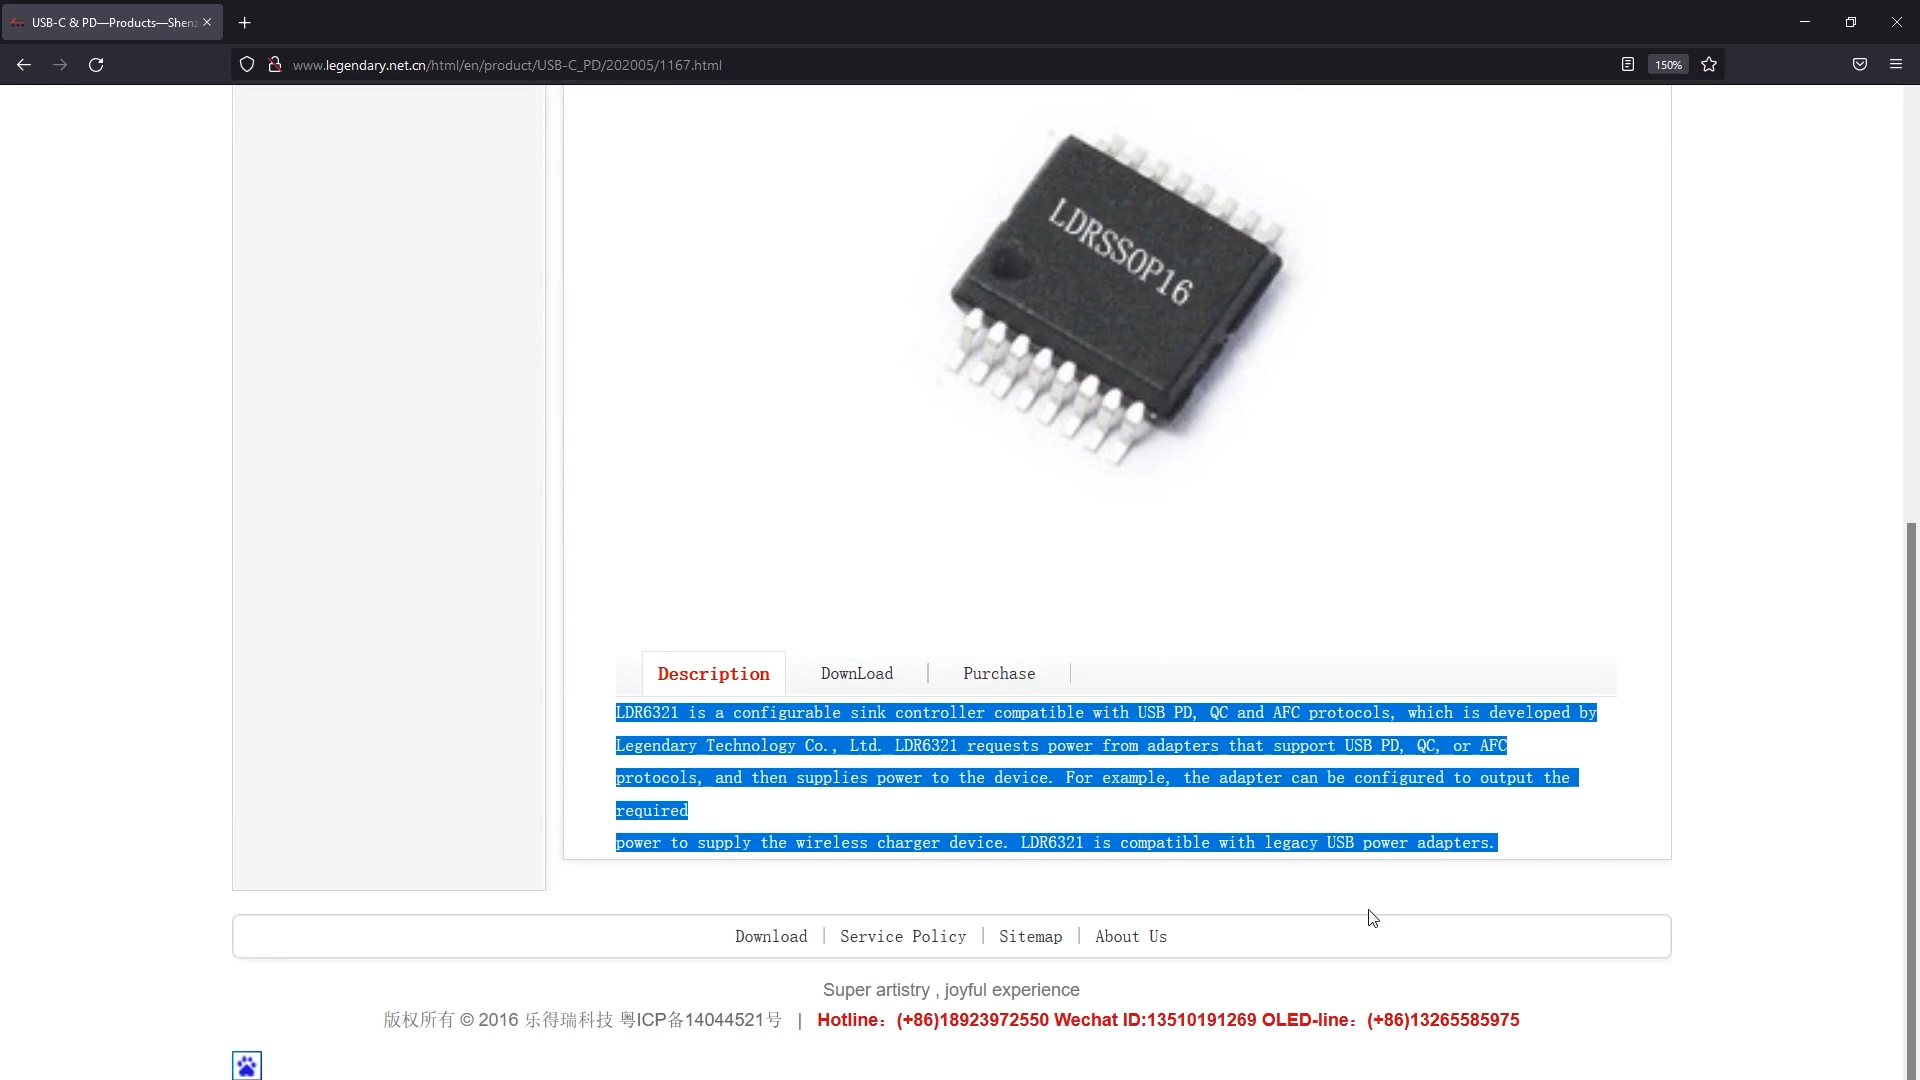 USB-C & PD—Products—Shenz
www.legendary.net.cn/html/en/product/USB-C_PD/202005/1167.html
150%
LDRSSOP16
Description DownLoad Purchase
LDR6321 is a configurable sink controller compatible with USB PD, QC and AFC protocols, which is developed by
Legendary Technology Co., Ltd. LDR6321 requests power from adapters that support USB PD, QC, or AFC
protocols, and then supplies power to the device. For example, the adapter can be configured to output the
required
power to supply the wireless charger device. LDR6321 is compatible with legacy USB power adapters.
Download | Service Policy | Sitemap | About Us
Super artistry , joyful experience
版权所有 © 2016 乐得瑞科技 粤ICP备14044521号 | Hotline：(+86)18923972550 Wechat ID:13510191269 OLED-line：(+86)13265585975